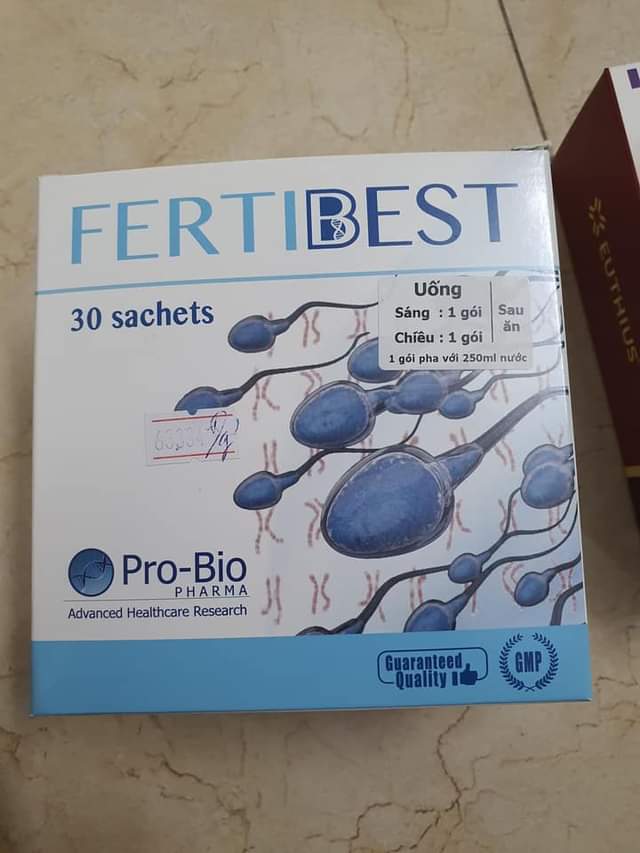 FERTIBEST
30 sachets
Uống
Sáng : 1 gói
Chiều : 1 gói
Sau ăn
1 gói pha với 250ml nước
Pro-Bio
PHARMA
Advanced Healthcare Research
Guaranteed
Quality
GMP
EUTHIUS